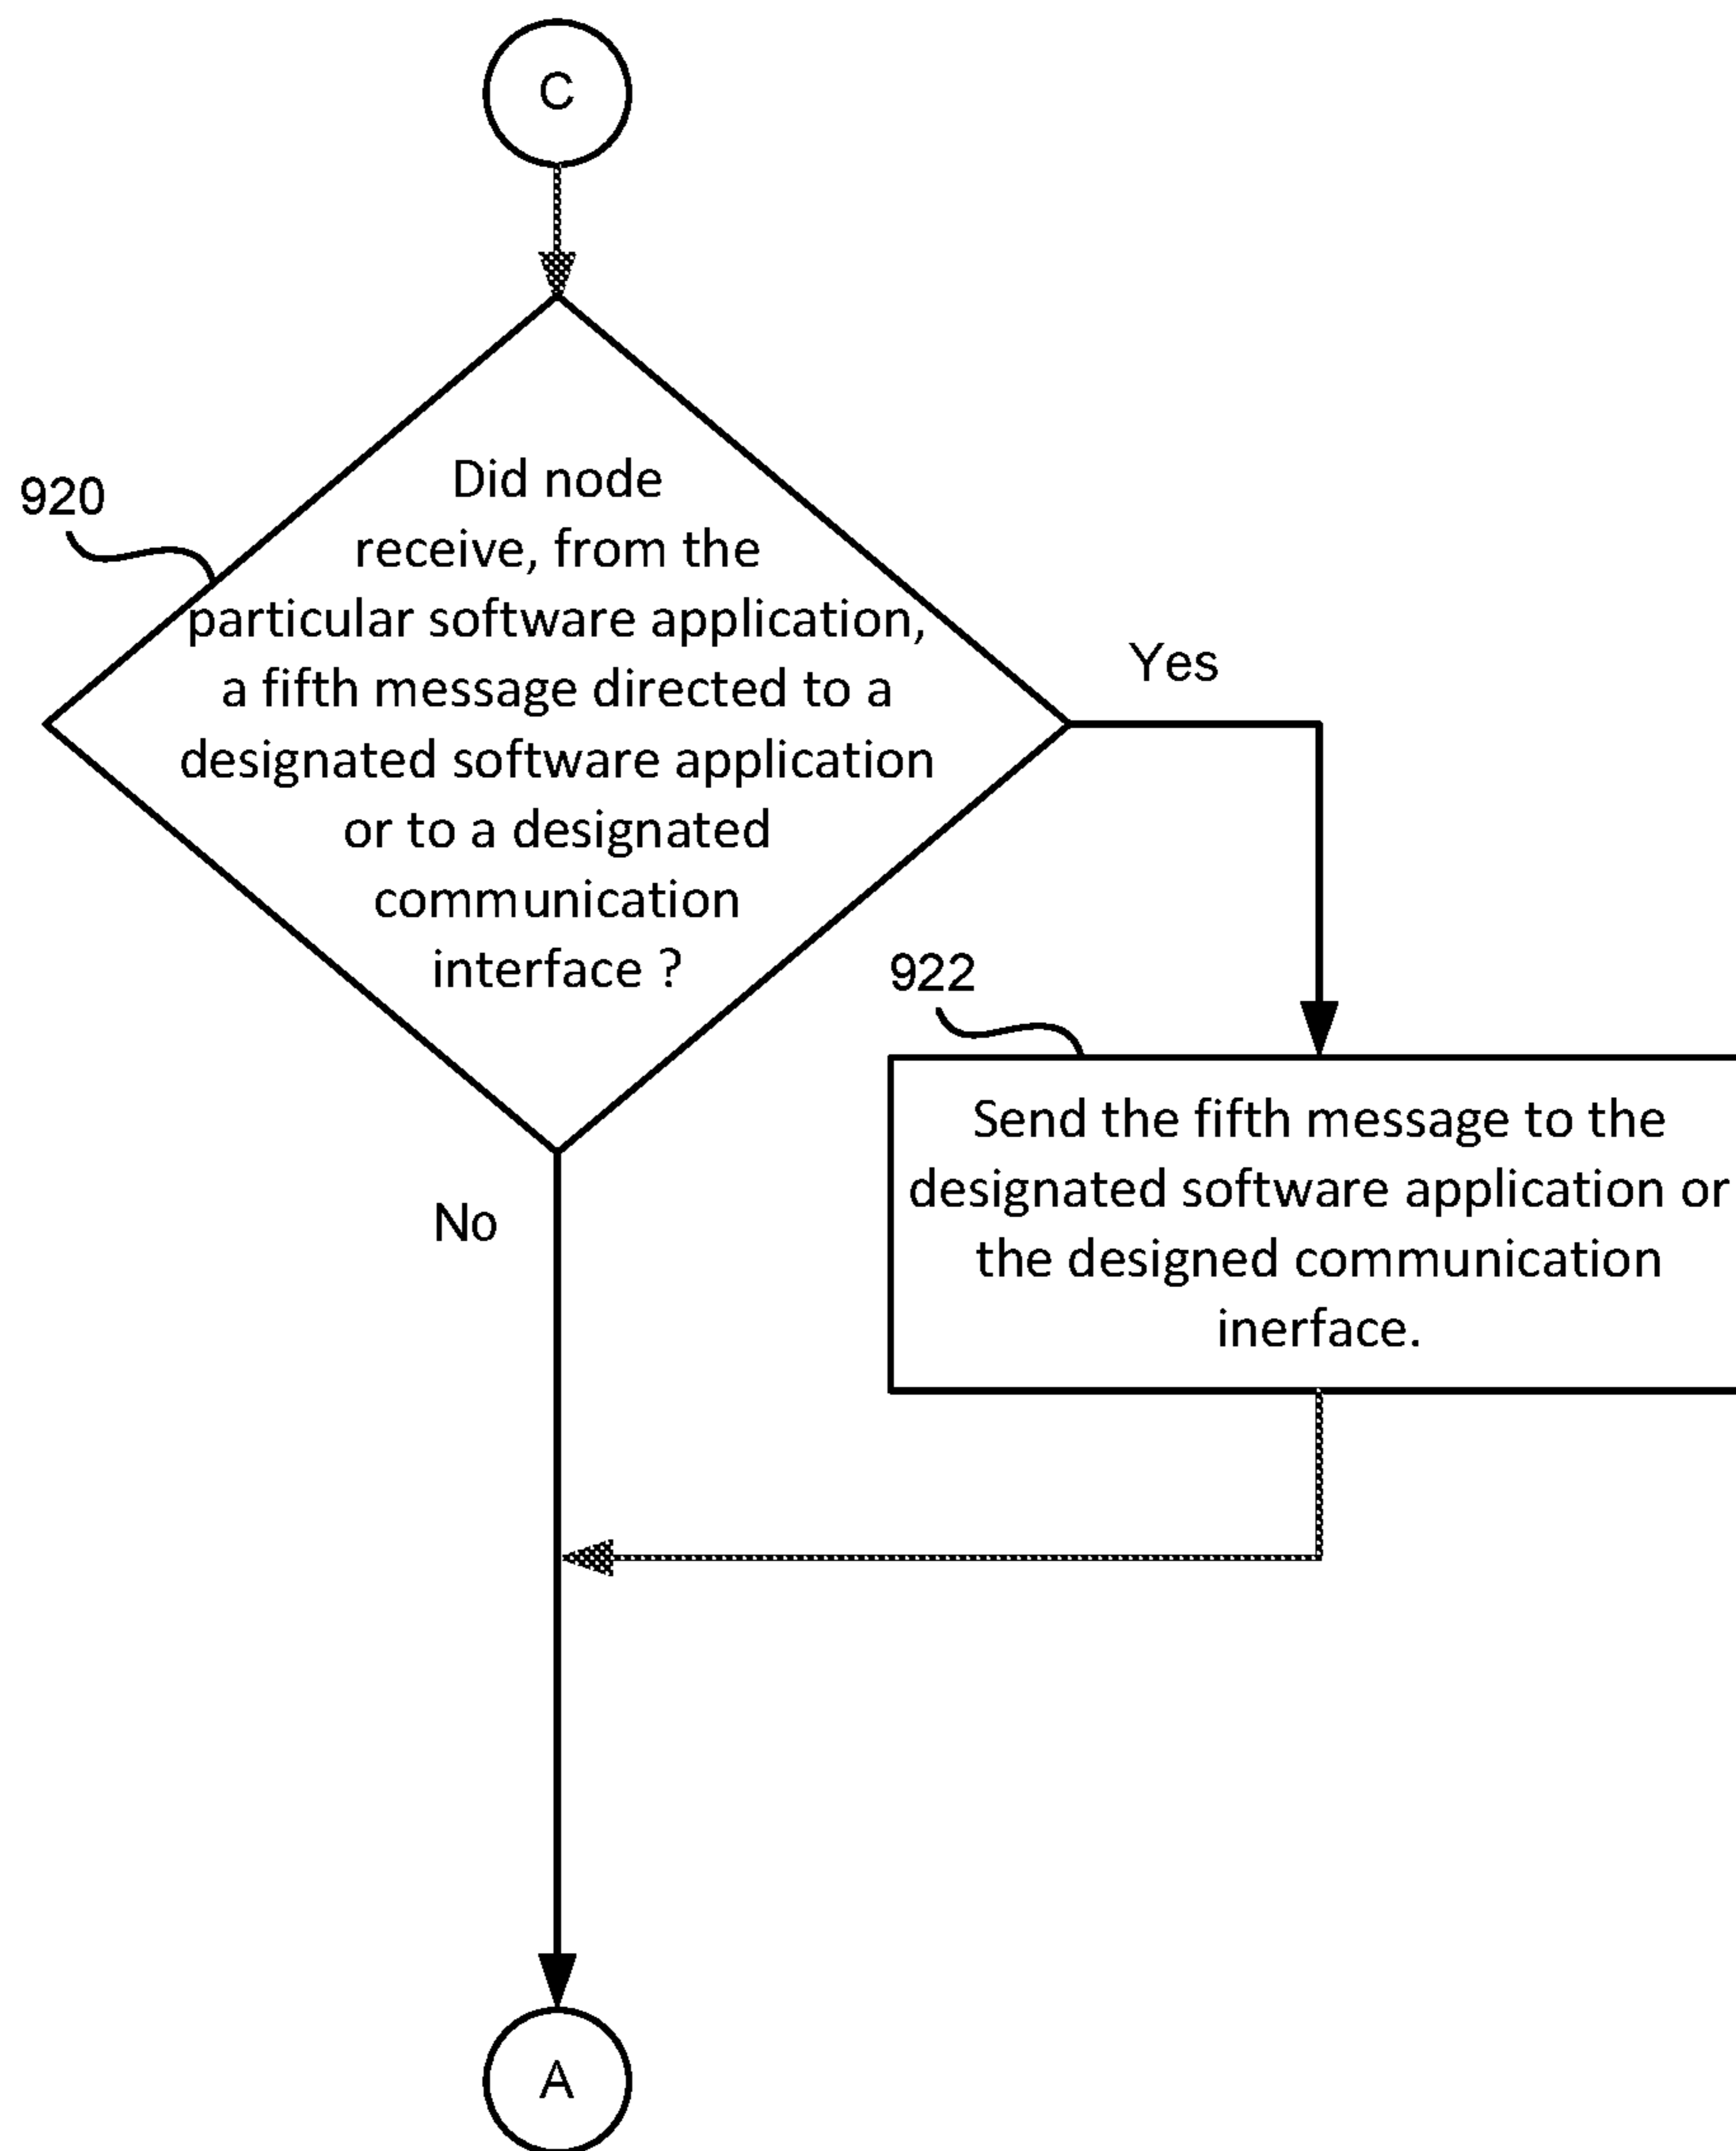 C
920
Did node
receive, from the
particular software application,
a fifth message directed to a
designated software application
or to a designated
communication
interface ?
Yes
922
Send the fifth message to the
designated software application or
the designed communication
inerface.
No
A